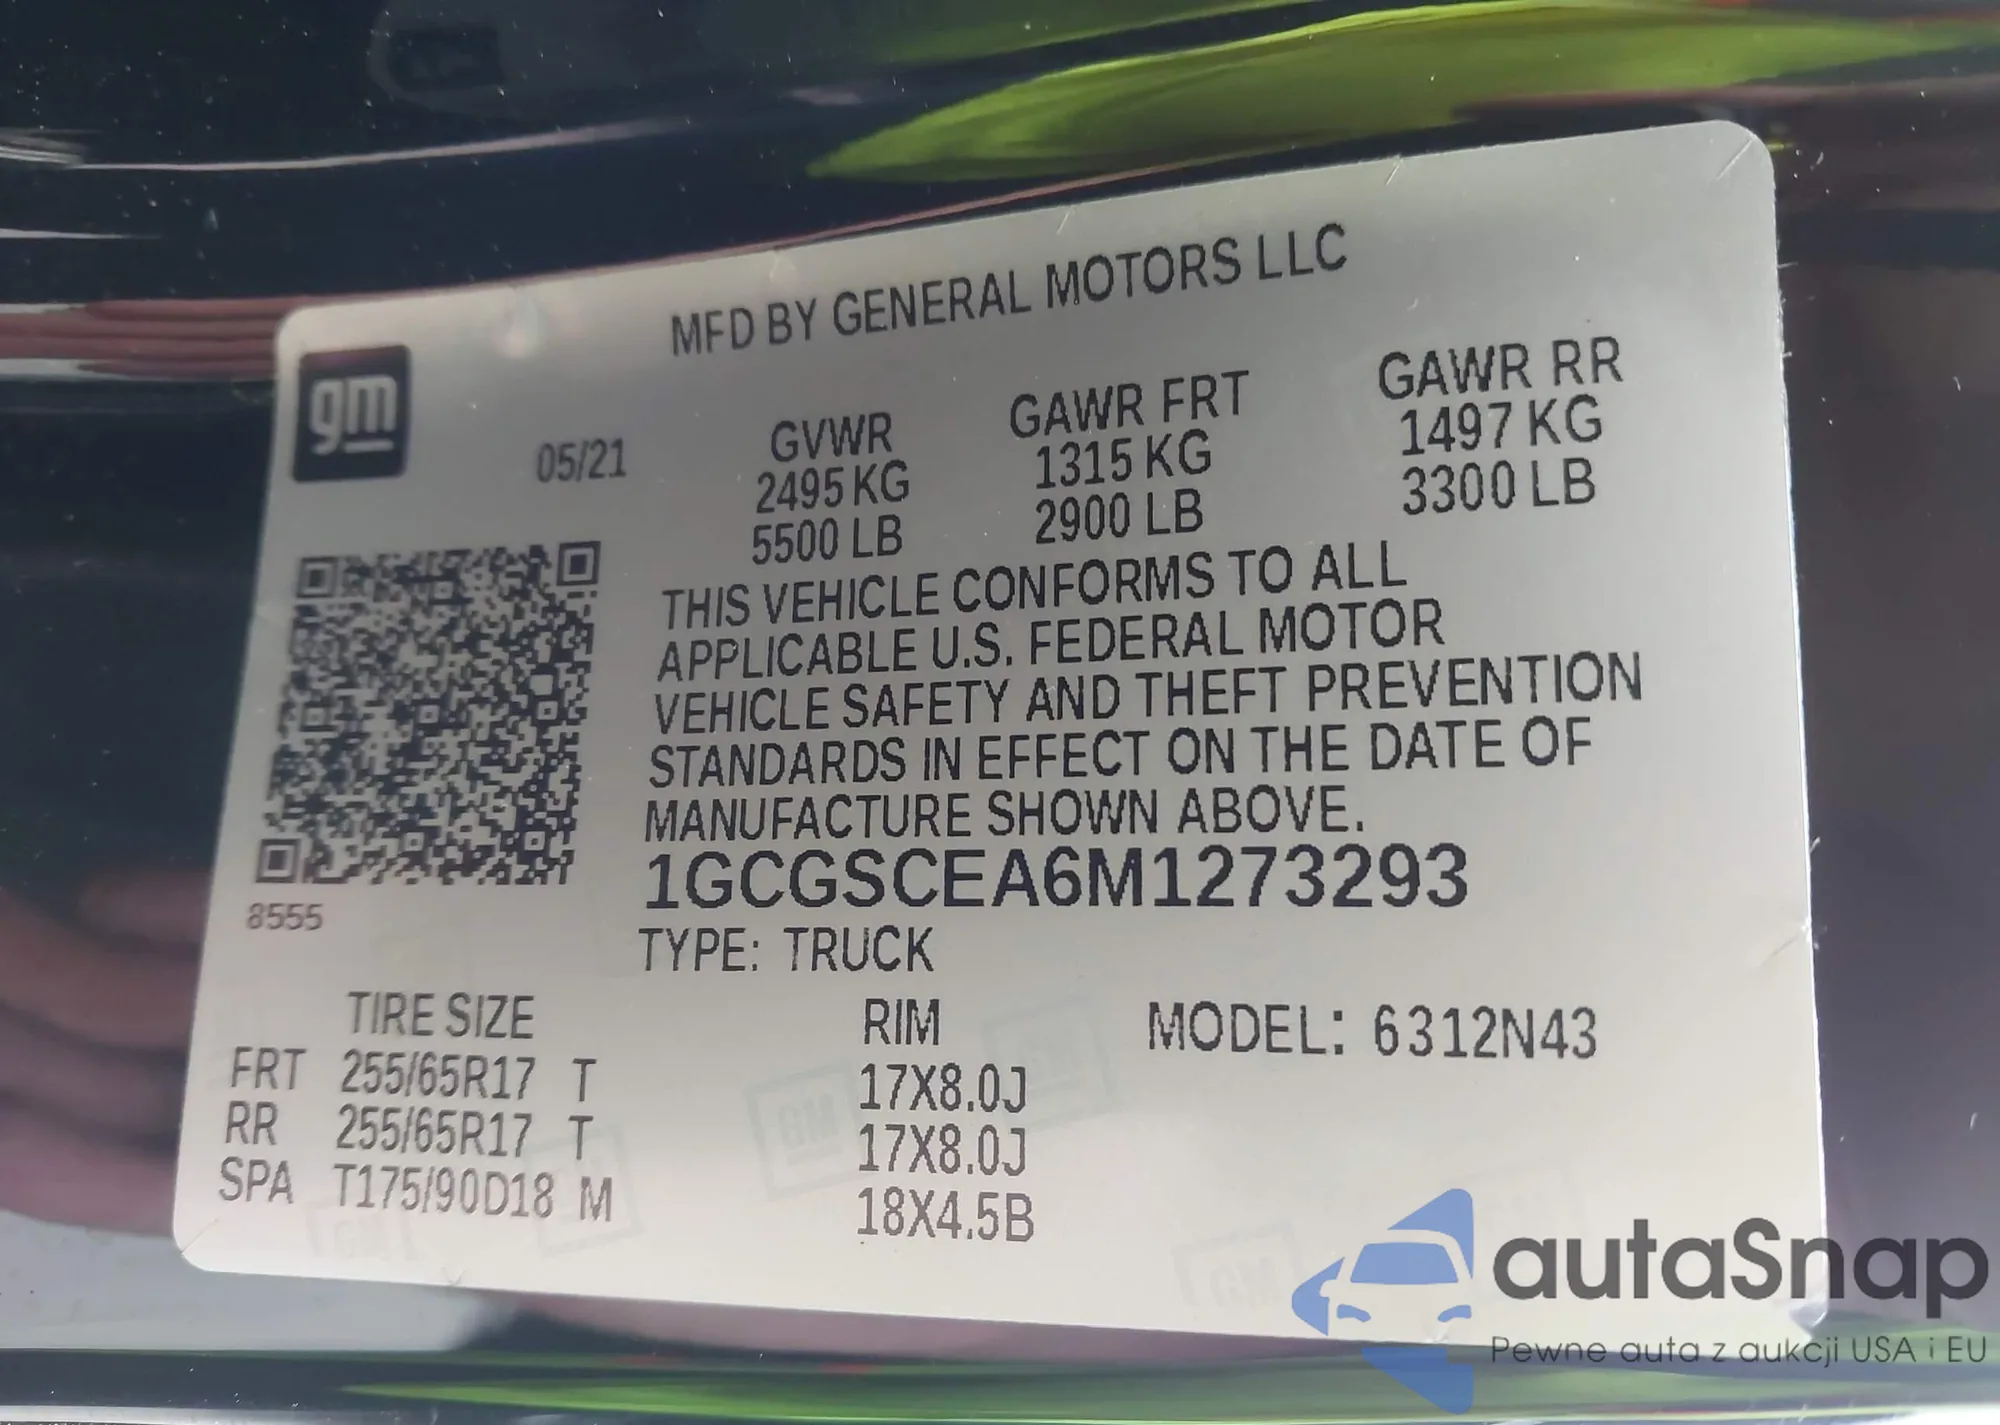 MFD BY GENERAL MOTORS LLC
gm
05/21
GVWR GAWR FRT GAWR RR
2495 KG 1315 KG 1497 KG
5500 LB 2900 LB 3300 LB
THIS VEHICLE CONFORMS TO ALL
APPLICABLE U.S. FEDERAL MOTOR
VEHICLE SAFETY AND THEFT PREVENTION
STANDARDS IN EFFECT ON THE DATE OF
MANUFACTURE SHOWN ABOVE.
1GCGSCEA6M1273293
8555
TYPE: TRUCK
TIRE SIZE RIM MODEL: 6312N43
FRT 255/65R17 T 17X8.0J
RR 255/65R17 T 17X8.0J
SPA T175/90D18 M 18X4.5B
GM
GM
GM
autaSnap
Pewne auta z aukcji USA i EU